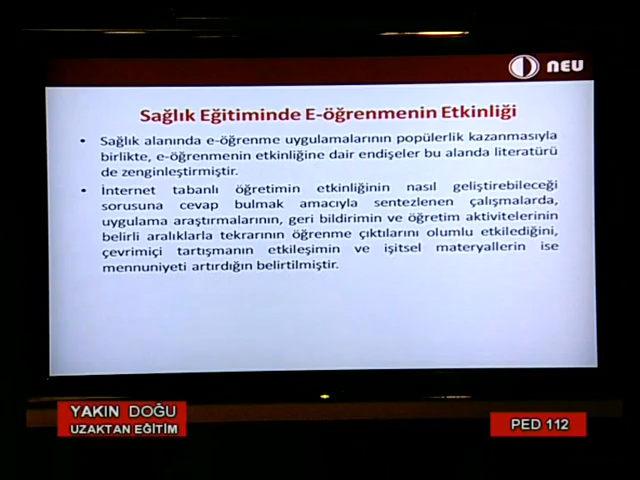 NEU
Sağlık Eğitiminde E-öğrenmenin Etkinliği
• Sağlık alanında e-öğrenme uygulamalarının popülerlik kazanmasıyla
birlikte, e-öğrenmenin etkinliğine dair endişeler bu alanda literatürü
de zenginleştirmiştir.
• İnternet tabanlı öğretimin etkinliğinin nasıl geliştirebileceği
sorusuna cevap bulmak amacıyla sentezlenen çalışmalarda,
uygulama araştırmalarının, geri bildirimin ve öğretim aktivitelerinin
belirli aralıklarla tekrarının öğrenme çıktılarını olumlu etkilediğini,
çevrimiçi tartışmanın etkileşimin ve işitsel materyallerin ise
mennuniyeti artırdığın belirtilmiştir.
YAKIN DOĞU
UZAKTAN EĞİTİM
PED 112